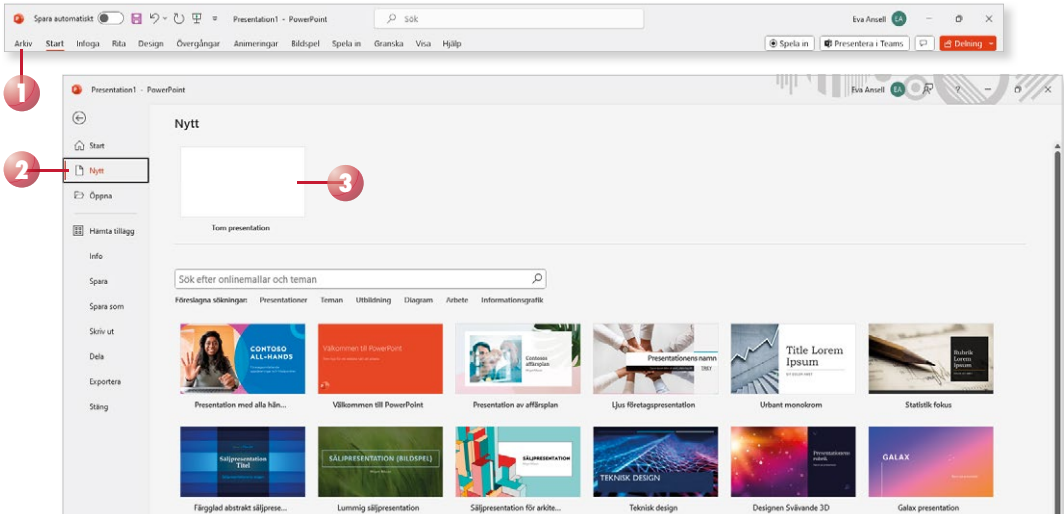 Spara automatiskt Presentation1 - PowerPoint Sök Eva Ansell EA
Arkiv Start Infoga Rita Design Övergångar Animeringar Bildspel Spela in Granska Visa Hjälp Spela in Presentera i Teams Delning
1
Presentation1 - PowerPoint Eva Ansell EA ?
Nytt
Start
2 Nytt
3
Öppna
Tom presentation
Hämta tillägg
Info
Spara
Sök efter onlinemallar och teman
Föreslagna sökningar: Presentationer Teman Utbildning Diagram Arbete Informationsgrafik
Spara som
Skriv ut
Dela
Exportera
Stäng
CONTOSO
ALL-HANDS
Välkommen till PowerPoint
Contoso
affärsplan
Presentationens namn
Title Lorem
Ipsum
Rubrik
Lorem
Ipsum
Presentation med alla hän... Välkommen till PowerPoint Presentation av affärsplan Ljus företagspresentation Urbant monokrom Statistik fokus
Säljpresentation
Titel
SÄLJPRESENTATION (BILDSPEL)
SÄLJPRESENTATION
TEKNISK DESIGN
Presentationens
rubrik
GALAX
Färgglad abstrakt säljprese... Lummig säljpresentation Säljpresentation för arkite... Teknisk design Designen Svävande 3D Galax presentation